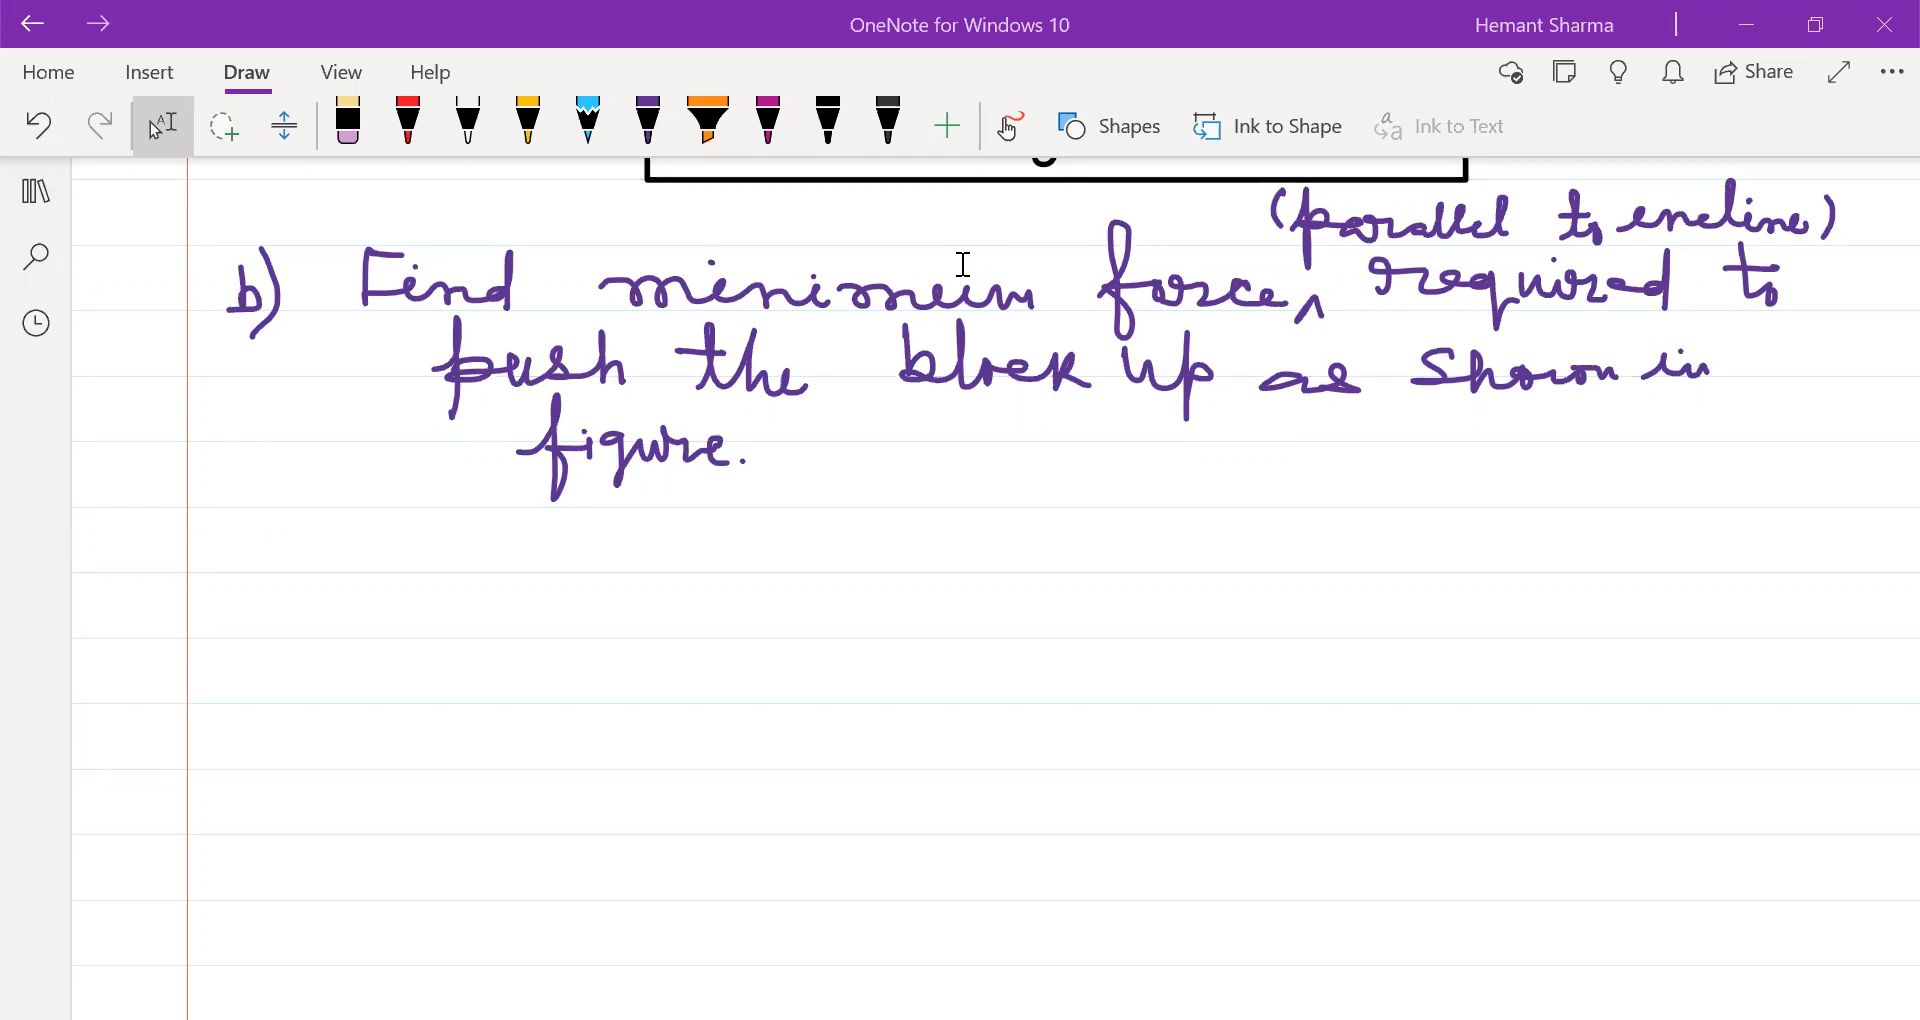 OneNote for Windows 10
Hemant Sharma
Home Insert Draw View Help
Share
Shapes Ink to Shape Ink to Text
(parallel to incline)
b) Find minimum force ^ required to
push the block up as shown in
figure.